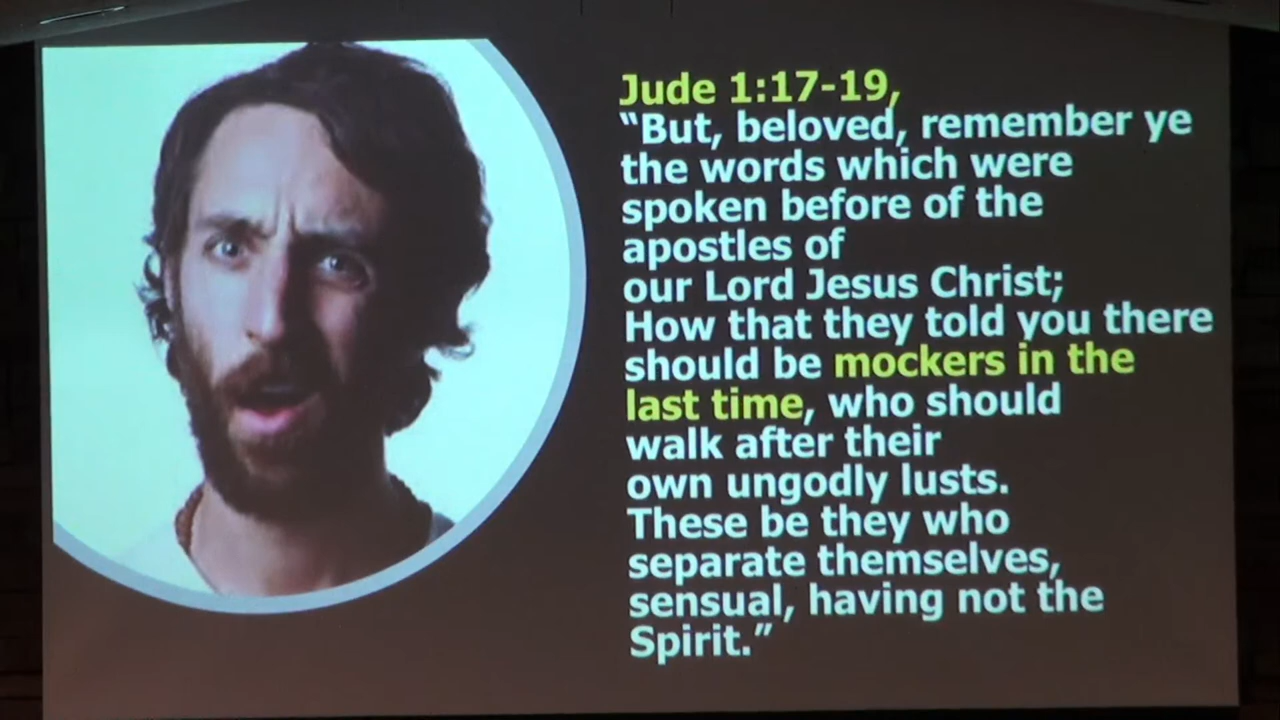 Jude 1:17-19,
“But, beloved, remember ye
the words which were
spoken before of the
apostles of
our Lord Jesus Christ;
How that they told you there
should be mockers in the
last time, who should
walk after their
own ungodly lusts.
These be they who
separate themselves,
sensual, having not the
Spirit.”